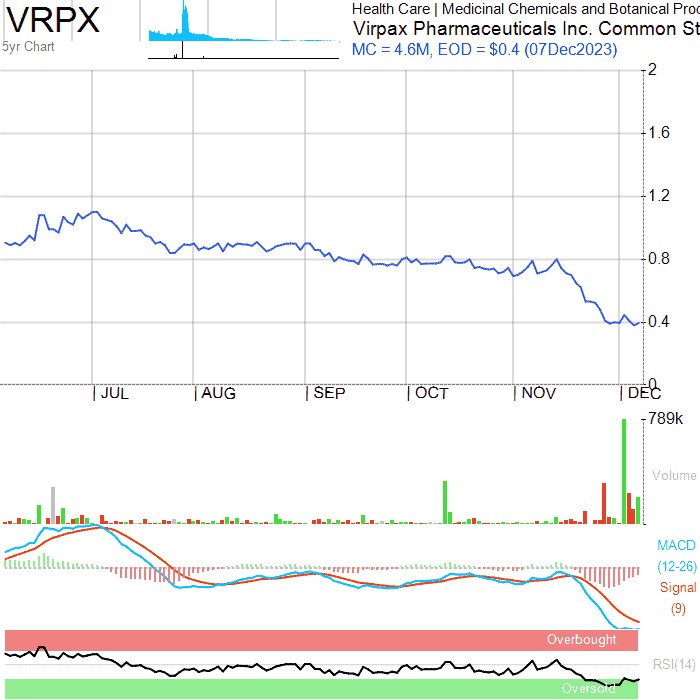 VRPX
5yr Chart
Health Care | Medicinal Chemicals and Botanical Proc
Virpax Pharmaceuticals Inc. Common St
MC = 4.6M, EOD = $0.4 (07Dec2023)
2
1.6
1.2
0.8
0.4
0
JUL AUG SEP OCT NOV DEC
789k
Volume
MACD
(12-26)
Signal
(9)
Overbought
RSI(14)
Oversold